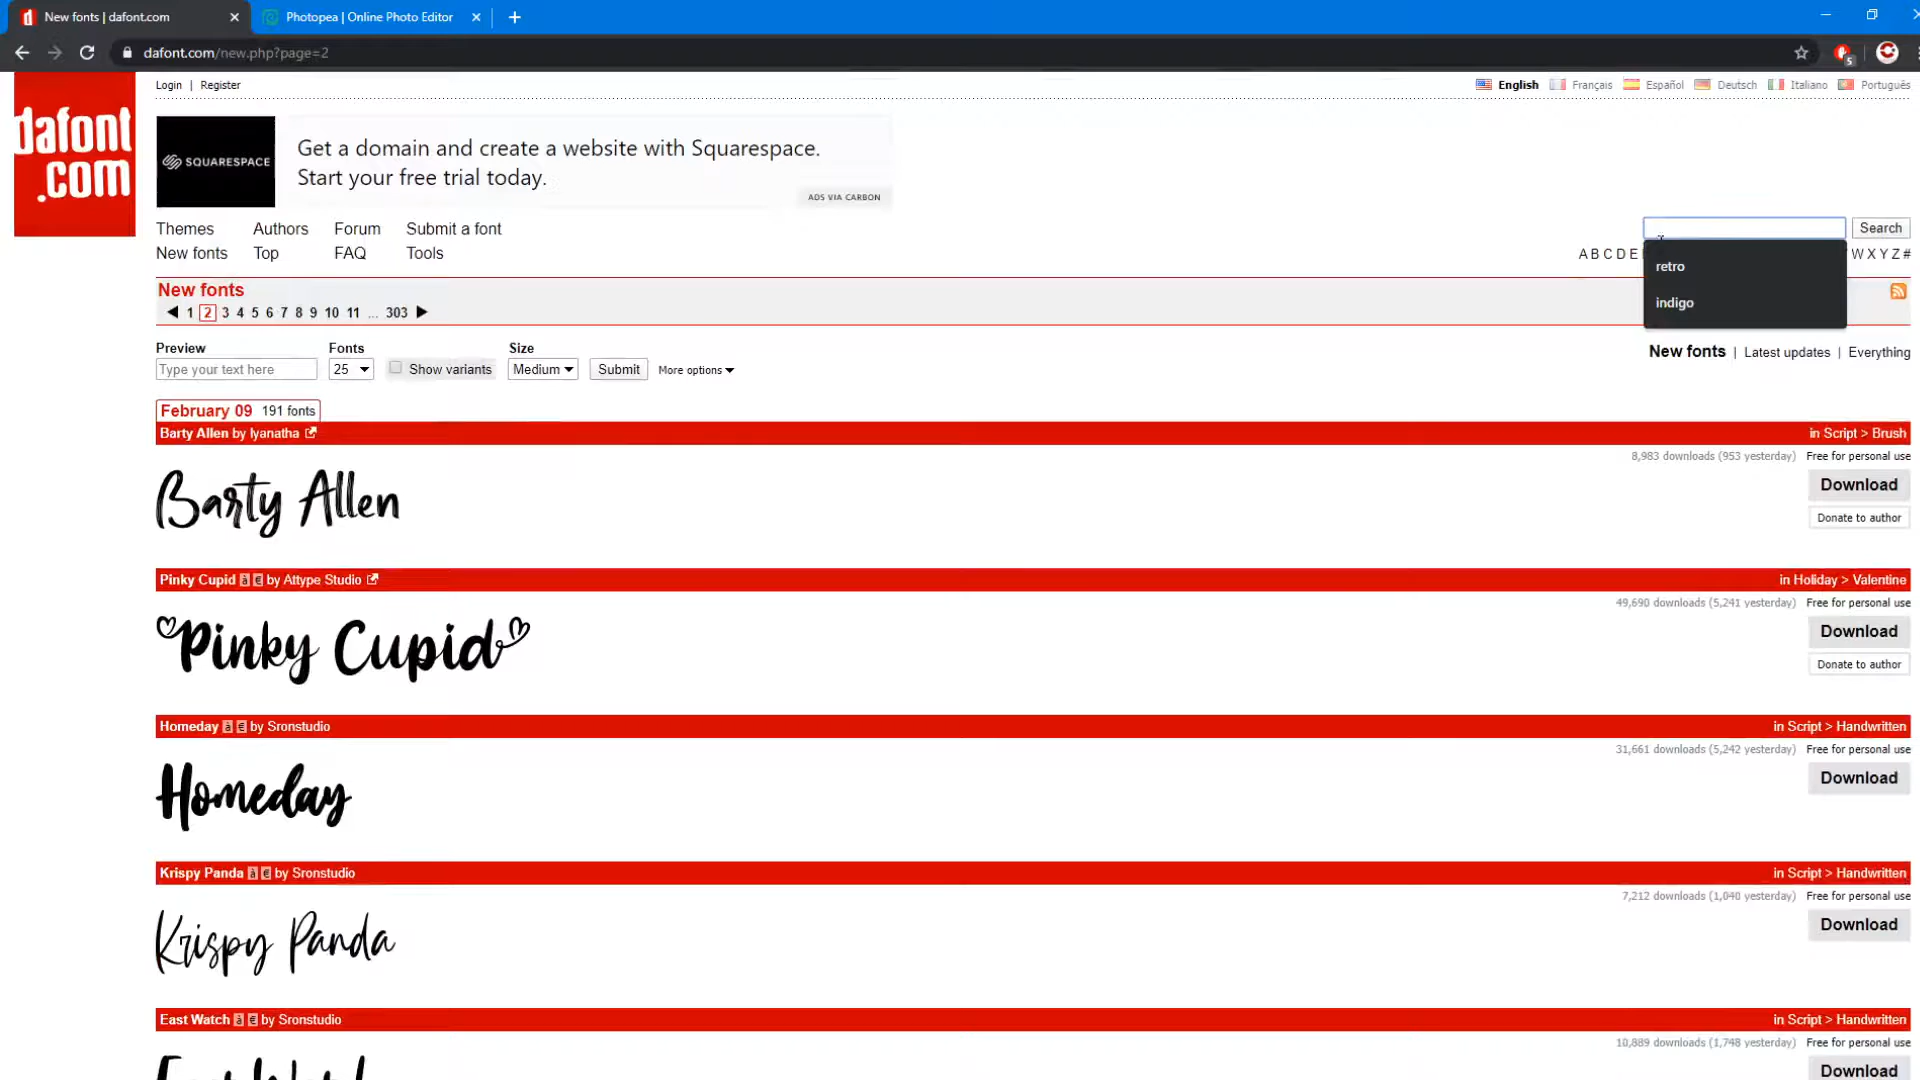 New fonts | dafont.com
Photopea | Online Photo Editor
dafont.com/new.php?page=2
5
Login | Register
English Français Español Deutsch Italiano Português
dafont
.com
SQUARESPACE
Get a domain and create a website with Squarespace.
Start your free trial today.
ADS VIA CARBON
Themes Authors Forum Submit a font
Search
New fonts Top FAQ Tools
A B C D E W X Y Z #
retro
indigo
New fonts
1 2 3 4 5 6 7 8 9 10 11 ... 303
Preview Fonts Size
Type your text here 25 Show variants Medium Submit More options
New fonts | Latest updates | Everything
February 09 191 fonts
Barty Allen by Iyanatha in Script > Brush
8,983 downloads (953 yesterday) Free for personal use
Barty Allen
Download
Donate to author
Pinky Cupid à € by Attype Studio in Holiday > Valentine
49,690 downloads (5,241 yesterday) Free for personal use
Pinky Cupid
Download
Donate to author
Homeday à € by Sronstudio in Script > Handwritten
31,661 downloads (5,242 yesterday) Free for personal use
Homeday
Download
Krispy Panda à € by Sronstudio in Script > Handwritten
7,212 downloads (1,040 yesterday) Free for personal use
Krispy Panda
Download
East Watch à € by Sronstudio in Script > Handwritten
10,889 downloads (1,748 yesterday) Free for personal use
Download